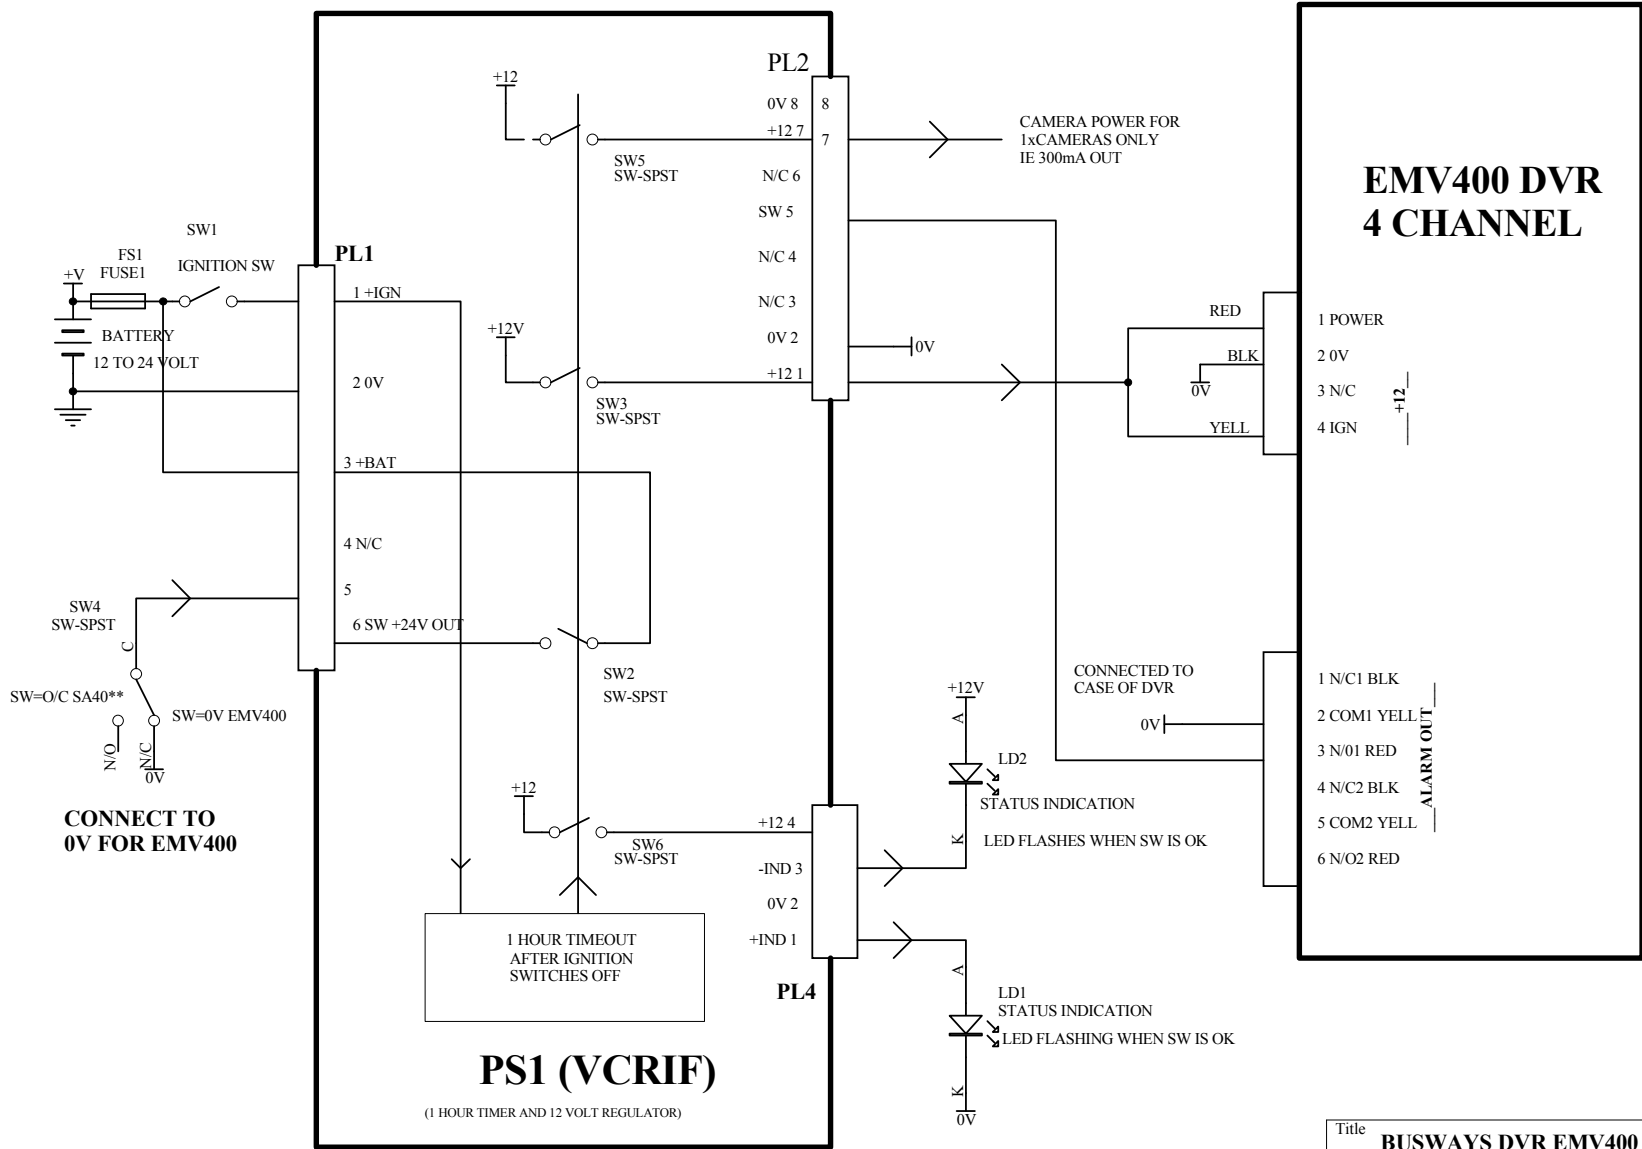 PL2
+12
0V 8
8
+12 7
7
CAMERA POWER FOR
1xCAMERAS ONLY
IE 300mA OUT
SW5
SW-SPST
N/C 6
SW 5
N/C 4
N/C 3
0V 2
0V
+12 1
EMV400 DVR
4 CHANNEL
SW1
IGNITION SW
FS1
FUSE1
+V
BATTERY
12 TO 24 VOLT
PL1
1 +IGN
2 0V
3 +BAT
4 N/C
5
6 SW +24V OUT
+12V
SW3
SW-SPST
RED
BLK
0V
YELL
1 POWER
2 0V
3 N/C
4 IGN
__+12__
SW4
SW-SPST
C
SW=O/C SA40**
SW=0V EMV400
N/O
N/C
0V
CONNECT TO
0V FOR EMV400
SW2
SW-SPST
CONNECTED TO
CASE OF DVR
0V
1 N/C1 BLK
2 COM1 YELL
3 N/01 RED
4 N/C2 BLK
5 COM2 YELL
6 N/O2 RED
__ALARM OUT__
+12V
A
LD2
STATUS INDICATION
K
LED FLASHES WHEN SW IS OK
+12
SW6
SW-SPST
+12 4
-IND 3
0V 2
+IND 1
PL4
A
LD1
STATUS INDICATION
LED FLASHING WHEN SW IS OK
K
0V
1 HOUR TIMEOUT
AFTER IGNITION
SWITCHES OFF
PS1 (VCRIF)
(1 HOUR TIMER AND 12 VOLT REGULATOR)
Title
BUSWAYS DVR EMV400